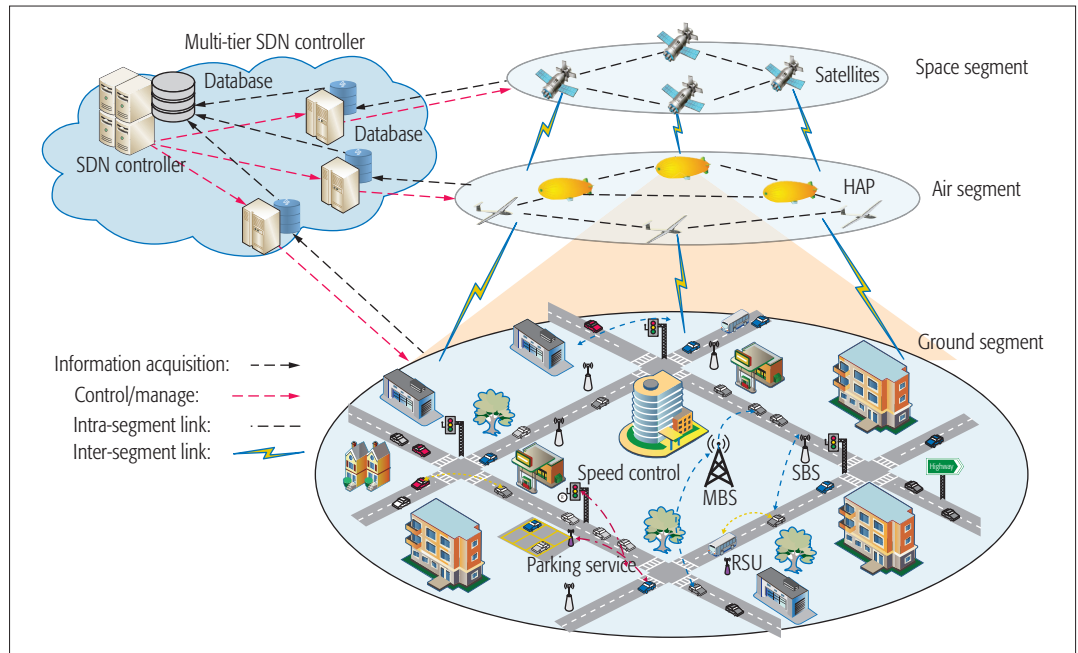 Multi-tier SDN controller
Database
Database
SDN controller
Satellites
Space segment
HAP
Air segment
Ground segment
Information acquisition:
Control/manage:
Intra-segment link:
Inter-segment link:
Speed control
MBS
SBS
Highway
Parking service
RSU